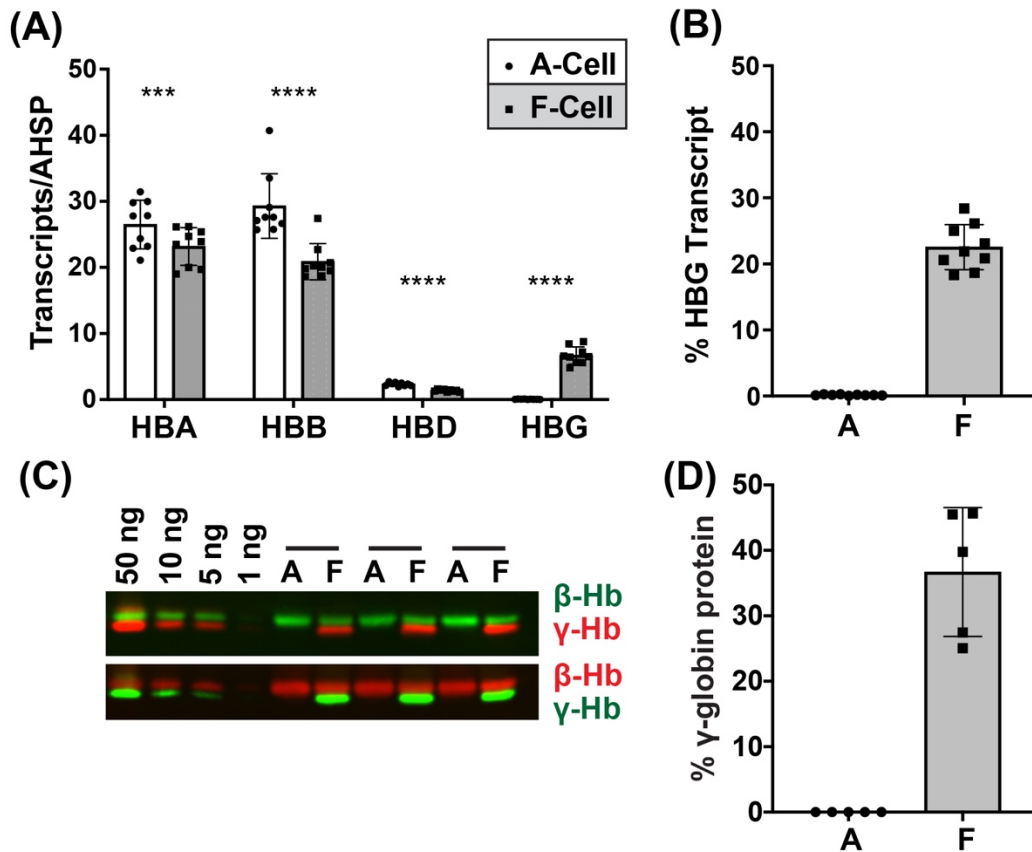 (A)
Transcripts/AHSP
50
40
30
20
10
0
***
****
****
****
A-Cell
F-Cell
HBA HBB HBD HBG
(B)
% HBG Transcript
50
40
30
20
10
0
A F
(C)
50 ng 10 ng 5 ng 1 ng A F A F A F
β-Hb
γ-Hb
β-Hb
γ-Hb
(D)
% γ-globin protein
50
40
30
20
10
0
A F